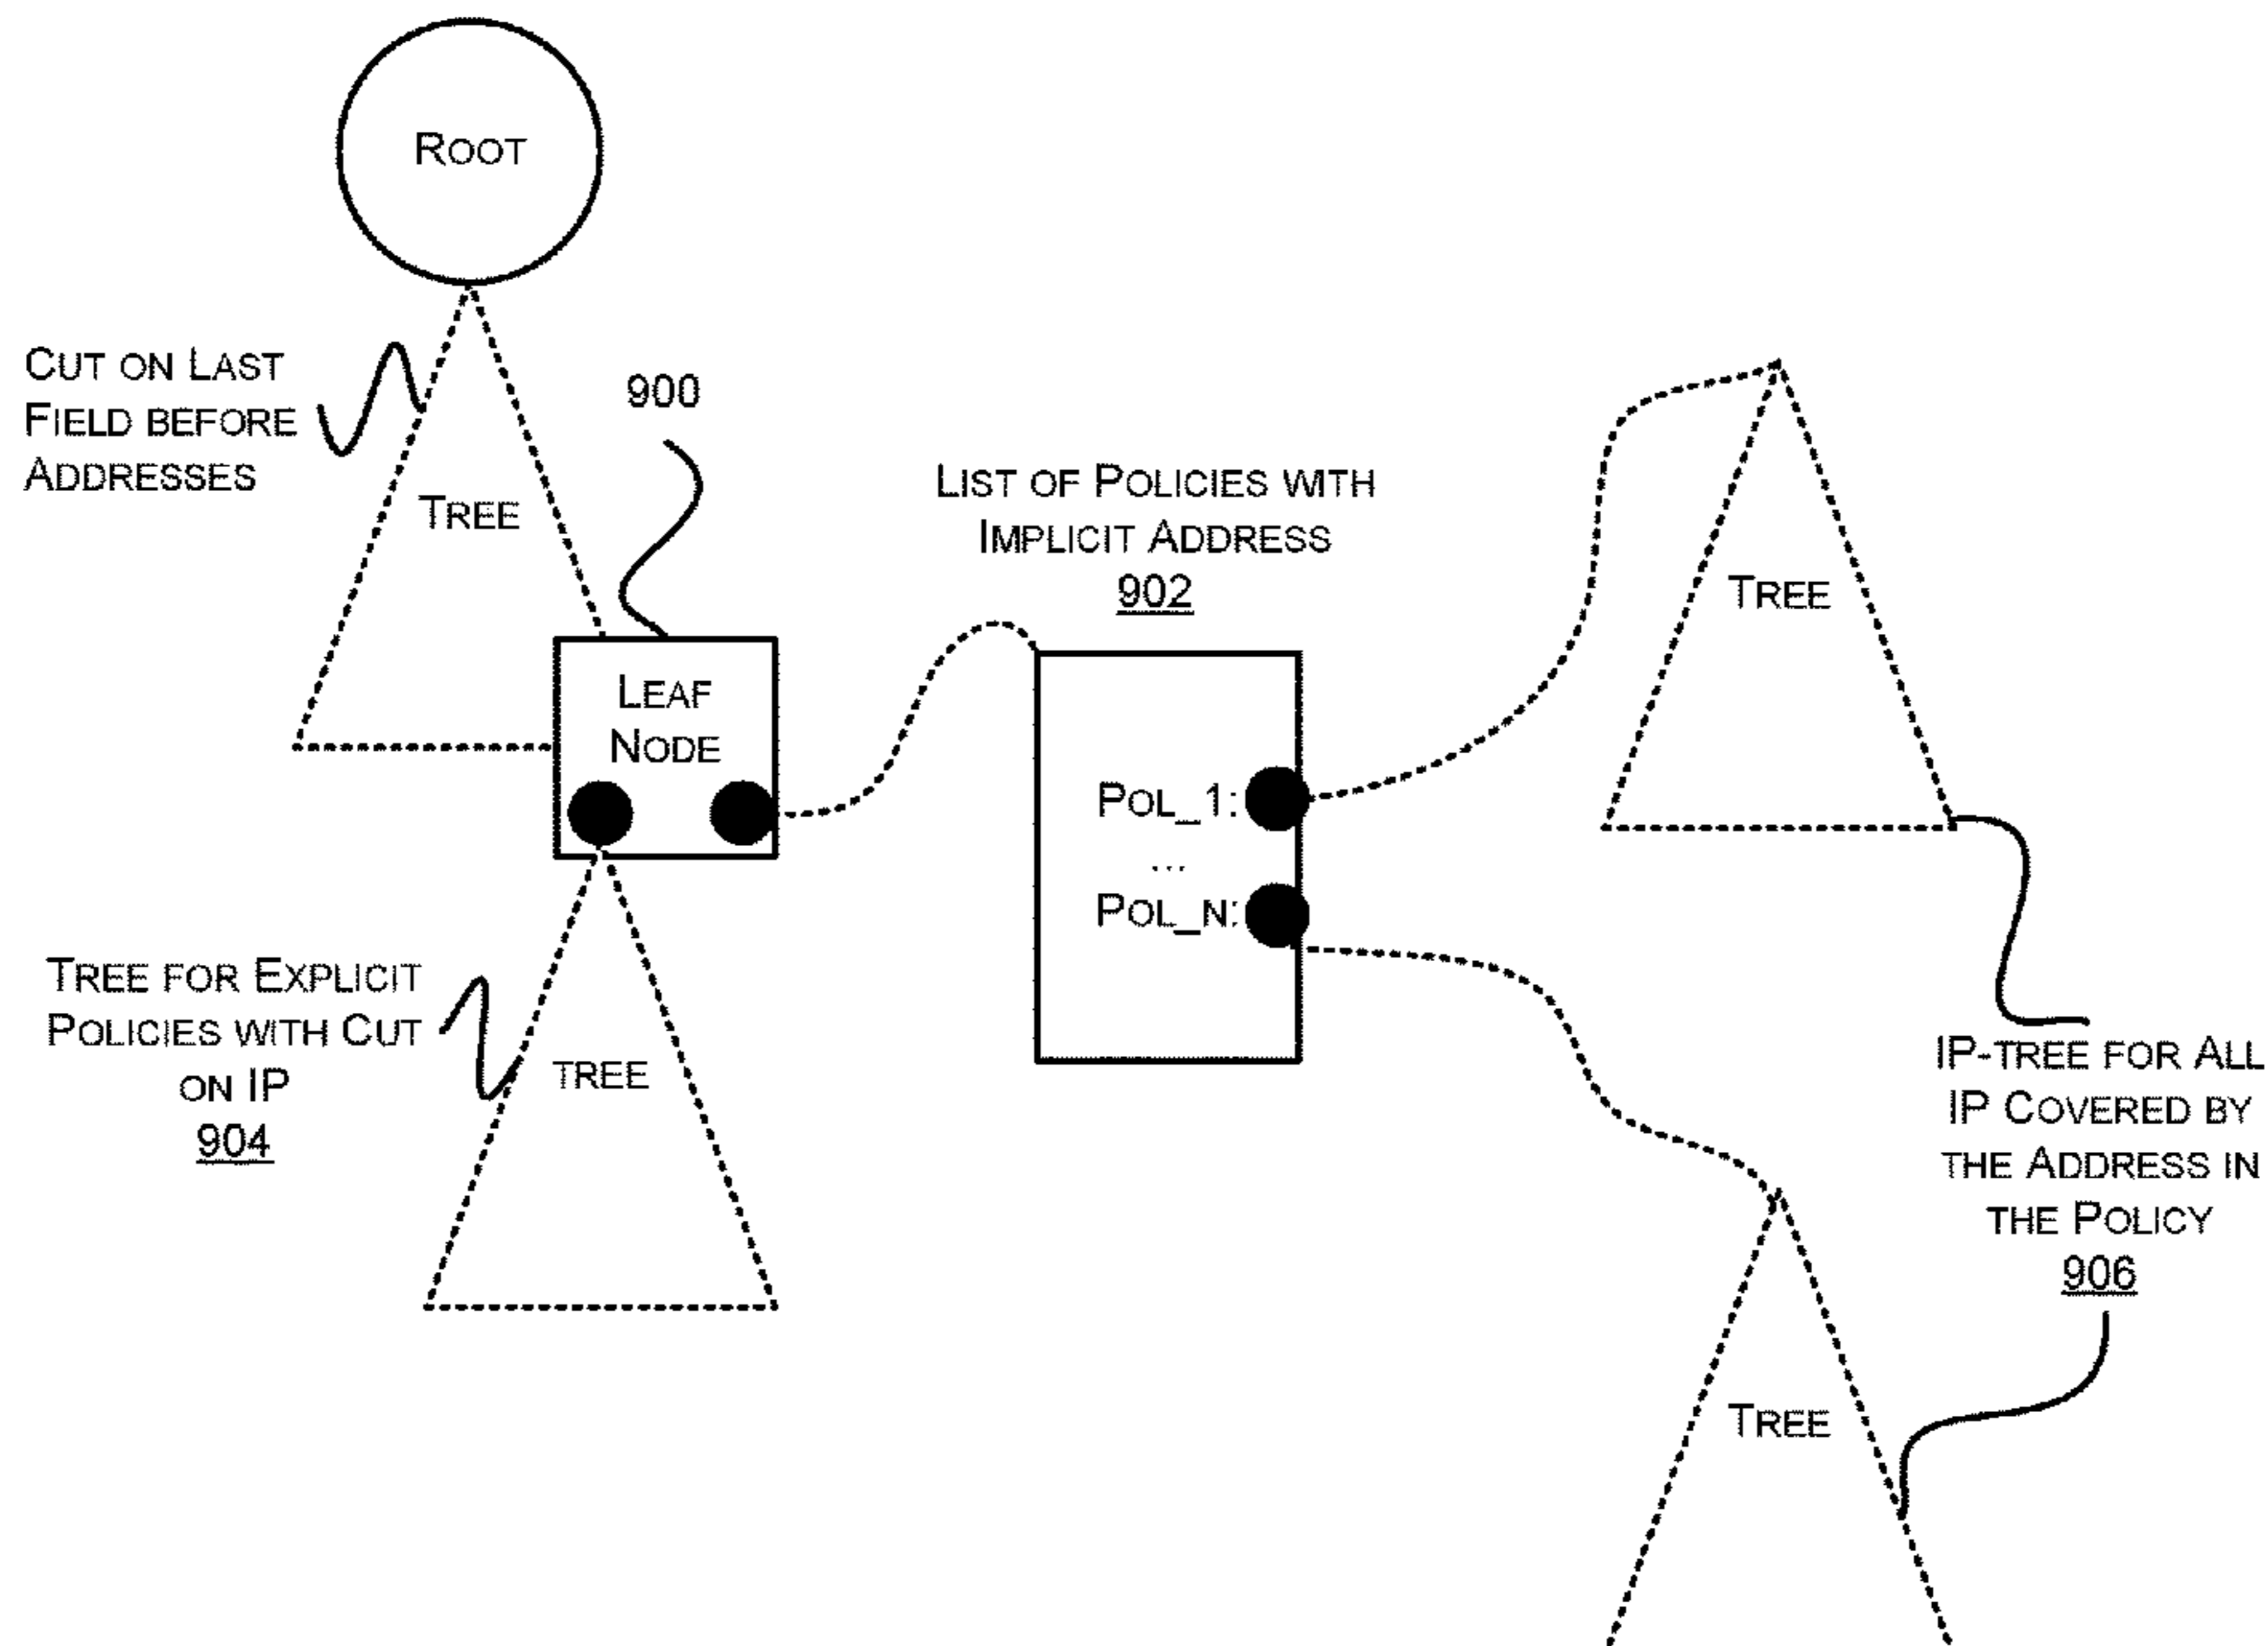 ROOT
CUT ON LAST
FIELD BEFORE
ADDRESSES
TREE
900
LIST OF POLICIES WITH
IMPLICIT ADDRESS
902
TREE
LEAF
NODE
POL_1:
...
POL_N:
TREE FOR EXPLICIT
POLICIES WITH CUT
ON IP
904
TREE
IP-TREE FOR ALL
IP COVERED BY
THE ADDRESS IN
THE POLICY
906
TREE